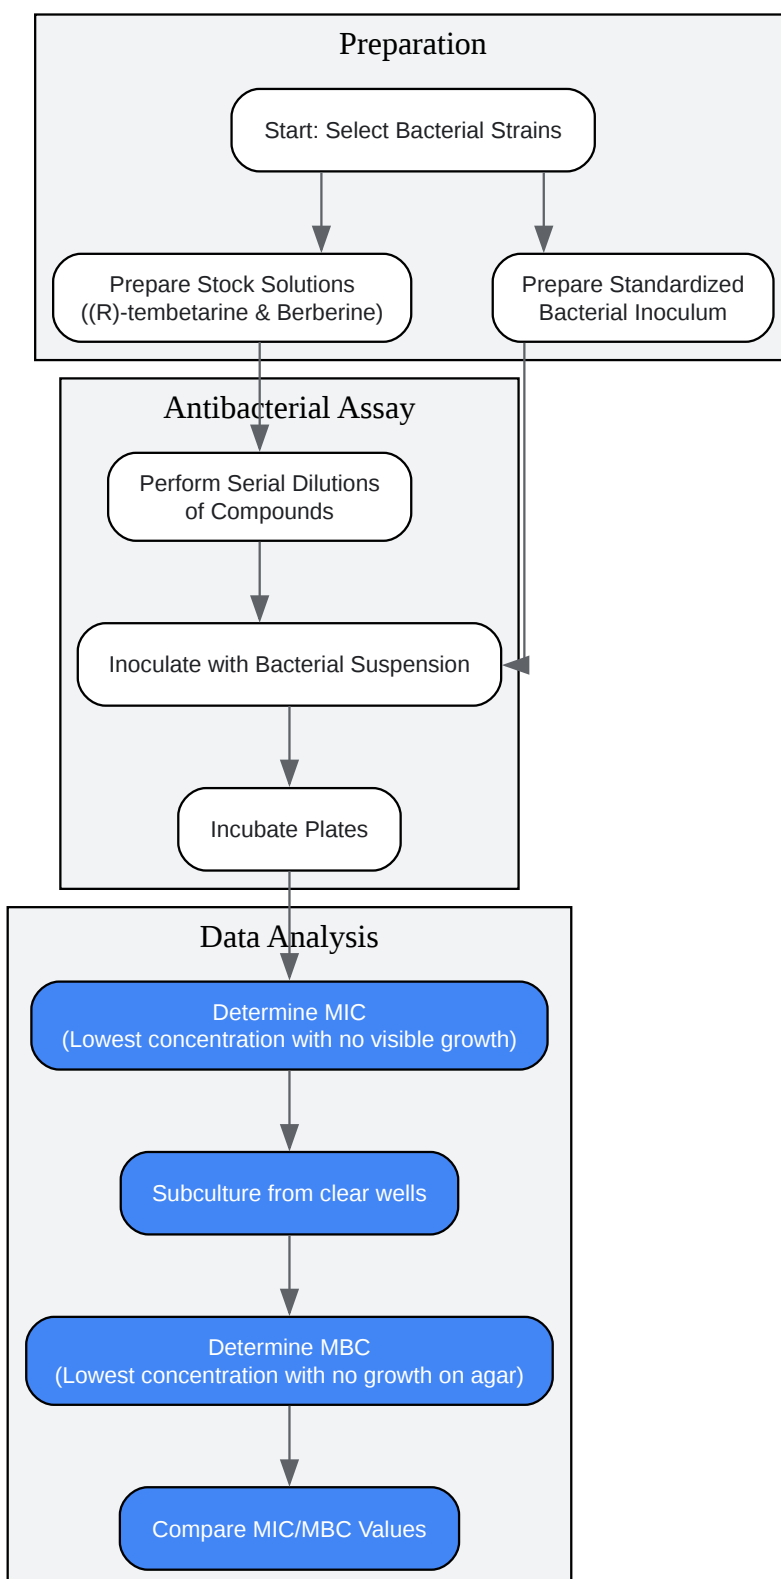 Preparation
Start: Select Bacterial Strains
Prepare Stock Solutions
((R)-tembetarine & Berberine)
Prepare Standardized
Bacterial Inoculum
Antibacterial Assay
Perform Serial Dilutions
of Compounds
Inoculate with Bacterial Suspension
Incubate Plates
Data Analysis
Determine MIC
(Lowest concentration with no visible growth)
Subculture from clear wells
Determine MBC
(Lowest concentration with no growth on agar)
Compare MIC/MBC Values